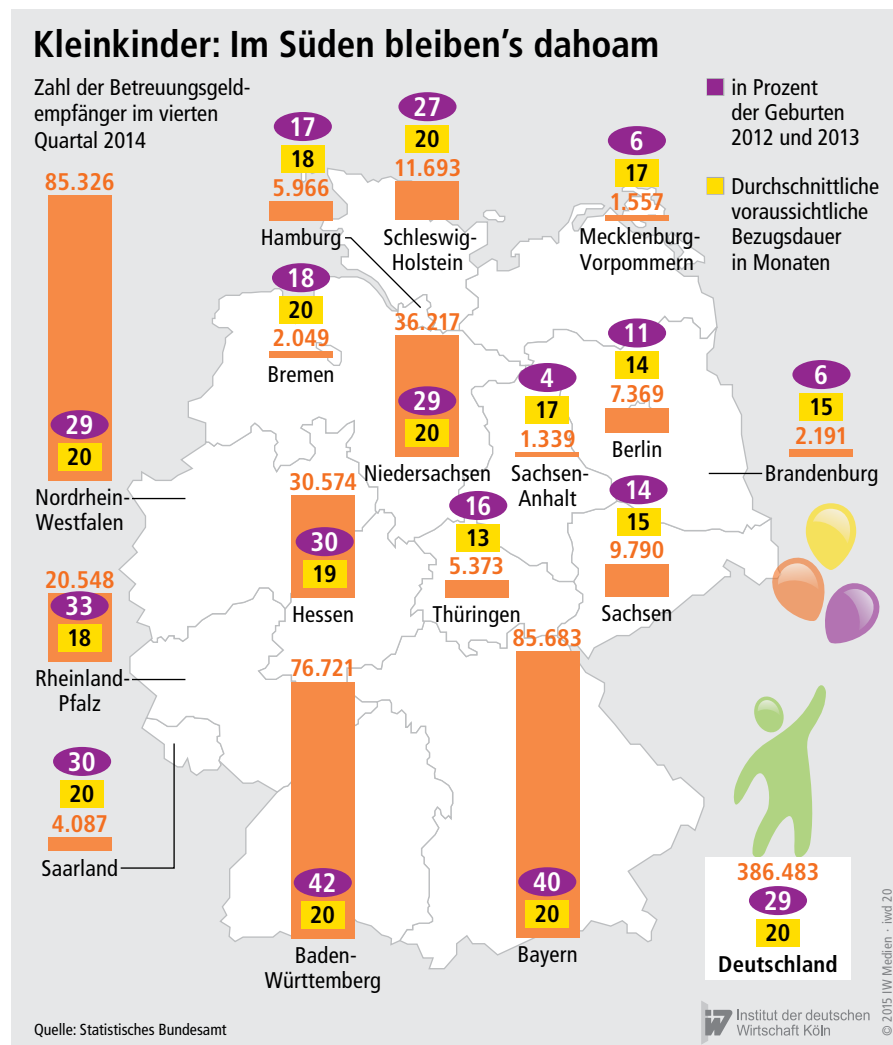 Kleinkinder: Im Süden bleiben's dahoam
Zahl der Betreuungsgeld-
empfänger im vierten
Quartal 2014
in Prozent
der Geburten
2012 und 2013
Durchschnittliche
voraussichtliche
Bezugsdauer
in Monaten
85.326
29
20
Nordrhein-
Westfalen
17
18
5.966
Hamburg
27
20
11.693
Schleswig-
Holstein
6
17
1.557
Mecklenburg-
Vorpommern
18
20
2.049
Bremen
36.217
29
20
Niedersachsen
4
17
1.339
Sachsen-
Anhalt
11
14
7.369
Berlin
6
15
2.191
Brandenburg
30.574
30
19
Hessen
16
13
5.373
Thüringen
14
15
9.790
Sachsen
20.548
33
18
Rheinland-
Pfalz
30
20
4.087
Saarland
76.721
42
20
Baden-
Württemberg
85.683
40
20
Bayern
386.483
29
20
Deutschland
Quelle: Statistisches Bundesamt
iw
Institut der deutschen
Wirtschaft Köln
© 2015 IW Medien · iwd 20